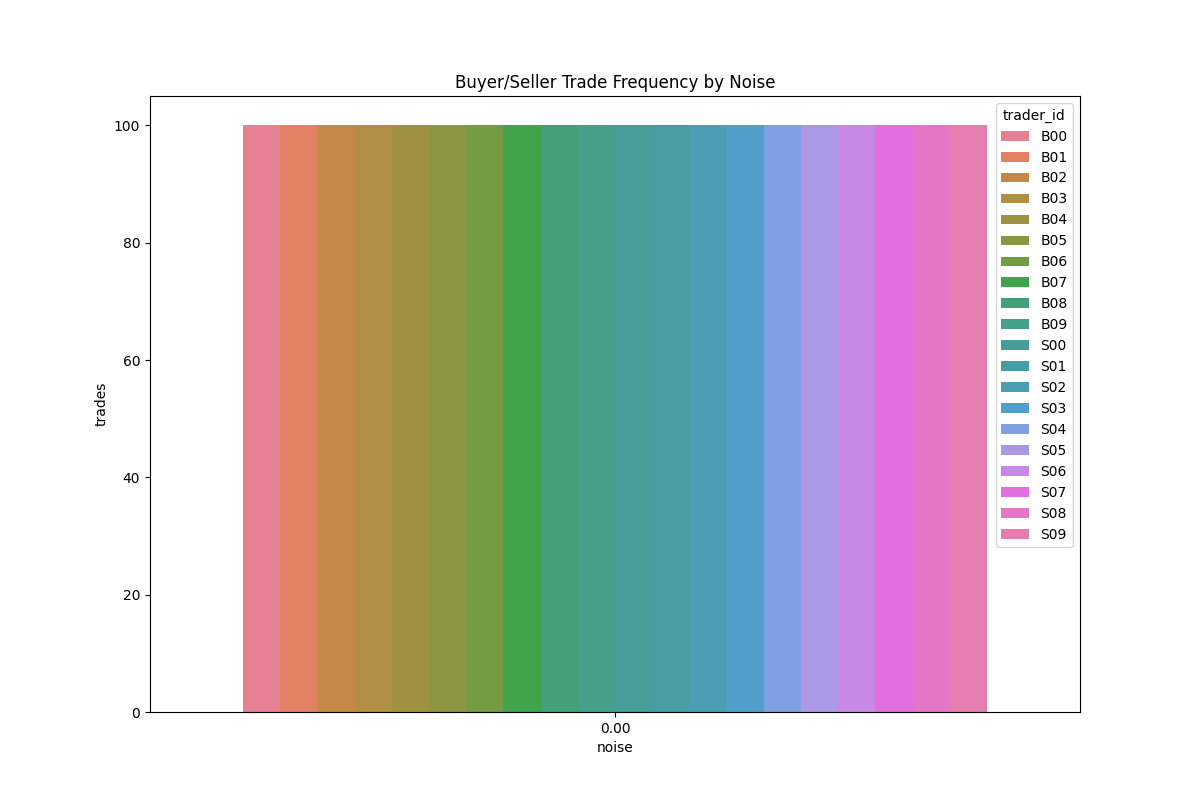 Buyer/Seller Trade Frequency by Noise
trades
100
80
60
40
20
0
0.00
noise
trader_id
B00
B01
B02
B03
B04
B05
B06
B07
B08
B09
S00
S01
S02
S03
S04
S05
S06
S07
S08
S09